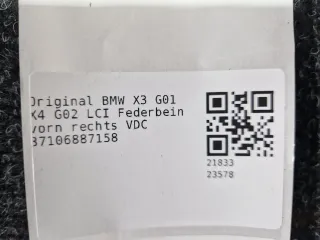 Original BMW X3 G01
X4 G02 LCI Federbein
vorn rechts VDC
37106887158
21833
23578